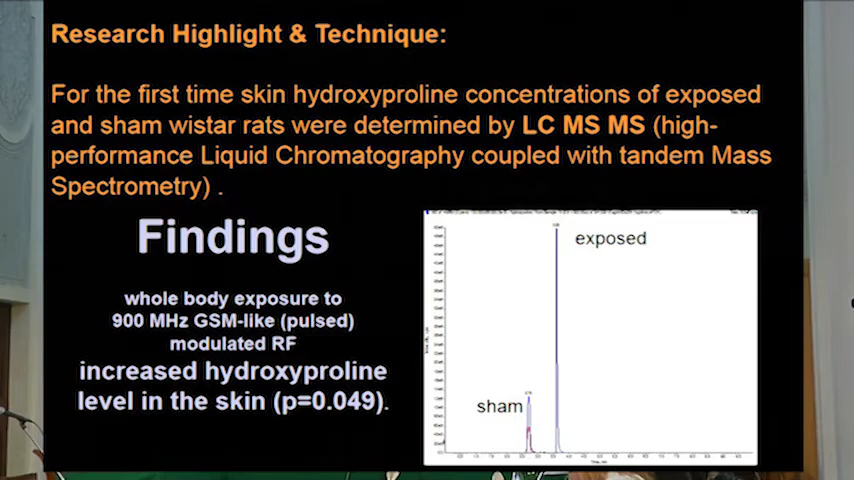 Research Highlight & Technique:
For the first time skin hydroxyproline concentrations of exposed
and sham wistar rats were determined by LC MS MS (high-
performance Liquid Chromatography coupled with tandem Mass
Spectrometry) .
Findings
whole body exposure to
900 MHz GSM-like (pulsed)
modulated RF
increased hydroxyproline
level in the skin (p=0.049).
exposed
sham